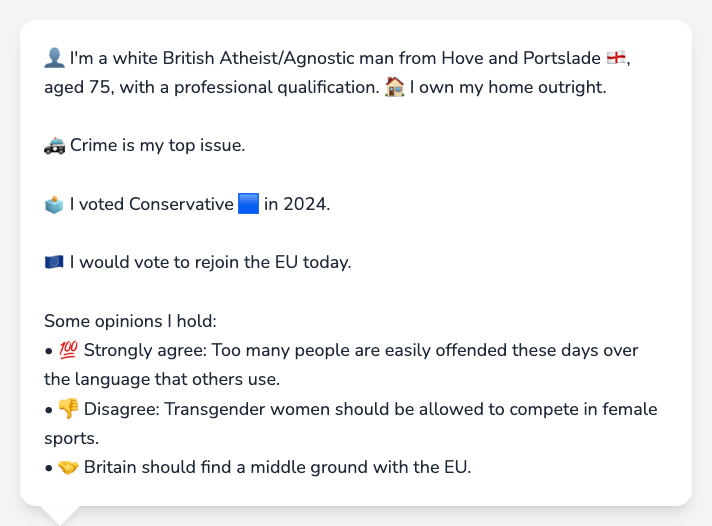 👤 I'm a white British Atheist/Agnostic man from Hove and Portslade 🏴󠁧󠁢󠁥󠁮󠁧󠁿,
aged 75, with a professional qualification. 🏠 I own my home outright.
🚓 Crime is my top issue.
🗳️ I voted Conservative 🟦 in 2024.
🇪🇺 I would vote to rejoin the EU today.
Some opinions I hold:
• 💯 Strongly agree: Too many people are easily offended these days over
the language that others use.
• 👎 Disagree: Transgender women should be allowed to compete in female
sports.
• 🤝 Britain should find a middle ground with the EU.